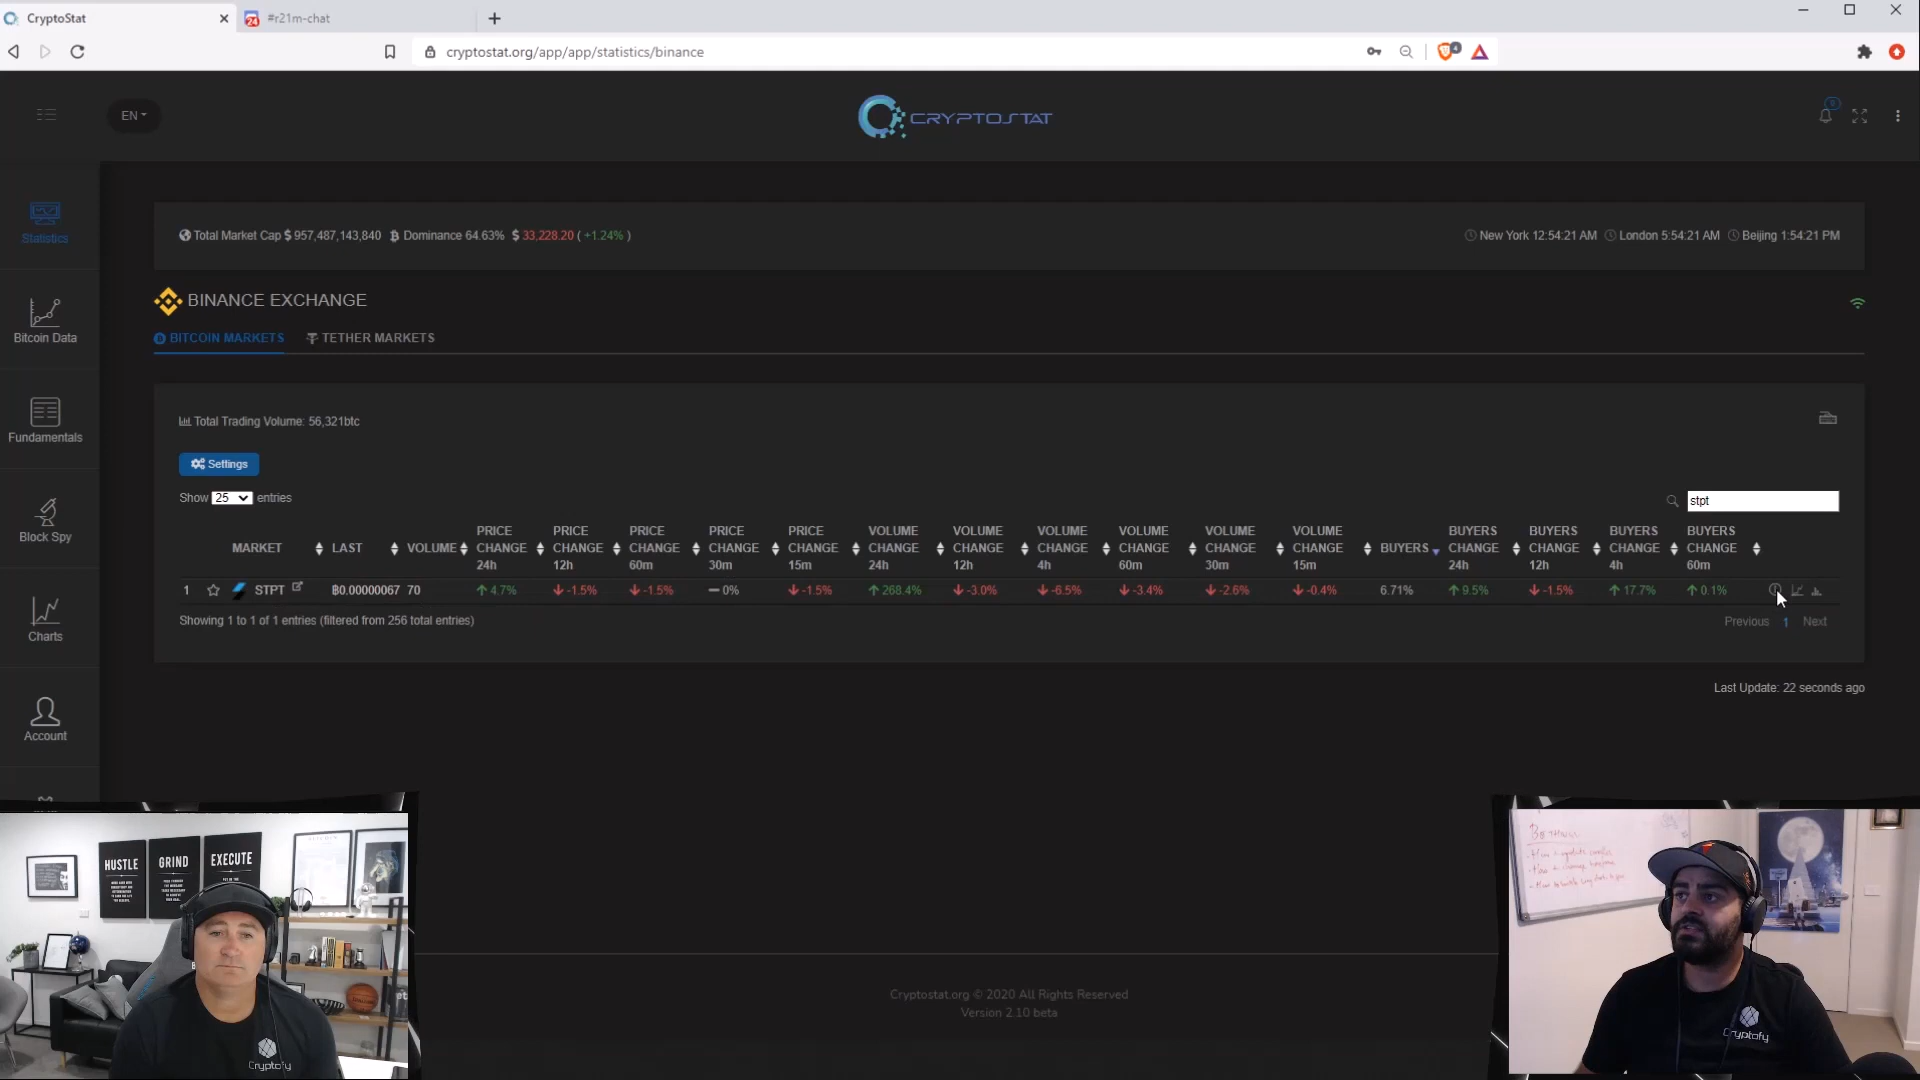 CryptoStat
#r21m-chat
cryptostat.org/app/app/statistics/binance
4
EN
CRYPTOSTAT
0
Statistics
Total Market Cap $ 957,487,143,840 Dominance 64.63% $ 33,228.20 ( +1.24% )
New York 12:54:21 AM London 5:54:21 AM Beijing 1:54:21 PM
BINANCE EXCHANGE
BITCOIN MARKETS TETHER MARKETS
Bitcoin Data
Total Trading Volume: 56,321btc
Fundamentals
Settings
Show 25 entries
stpt
MARKET LAST VOLUME PRICE CHANGE 24h PRICE CHANGE 12h PRICE CHANGE 60m PRICE CHANGE 30m PRICE CHANGE 15m VOLUME CHANGE 24h VOLUME CHANGE 12h VOLUME CHANGE 4h VOLUME CHANGE 60m VOLUME CHANGE 30m VOLUME CHANGE 15m BUYERS BUYERS CHANGE 24h BUYERS CHANGE 12h BUYERS CHANGE 4h BUYERS CHANGE 60m
1 STPT ฿0.00000067 70 4.7% -1.5% -1.5% 0% -1.5% 268.4% -3.0% -6.5% -3.4% -2.6% -0.4% 6.71% 9.5% -1.5% 17.7% 0.1%
Showing 1 to 1 of 1 entries (filtered from 256 total entries)
Previous 1 Next
Block Spy
Charts
Last Update: 22 seconds ago
Account
HUSTLE
GRIND
EXECUTE
Cryptofy
Cryptofy
Cryptostat.org © 2020 All Rights Reserved
Version 2.10 beta